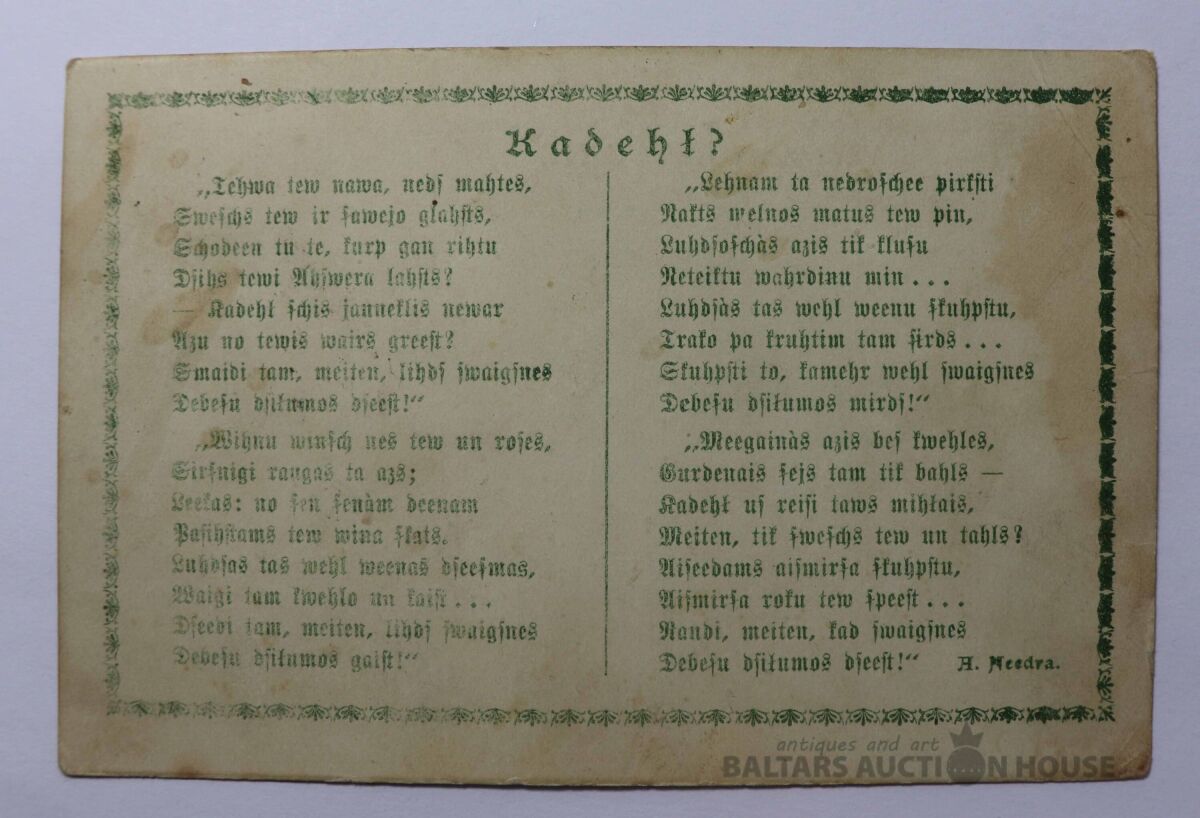 Kadehł?
„Tehwa tew nawa, neds mahtes,
Sweschs tew ir sawejo glahsts,
Schodeen tu te, kurp gan rihtu
Dsihs tewi Ahswera lahsts?
— Kadehł schis jauneklis newar
Azu no tewis wairs greest?
Smaidi tam, meiten, lihds swaigsnes
Debesu dsiłumos dseest!“
„Wihnu winsch nes tew un roses,
Sirsnigi raugas ta azs;
Leekas: no sen senàm deenam
Pasihstams tew wina skats.
Luhdsas tas wehl weenas dseesmas,
Waigi tam kwehlo un kaist...
Dseedi tam, meiten, lihds swaigsnes
Debesu dsiłumos gaist!“
„Lehnam ta nedroschee pirksti
Nakts melnos matus tew pin,
Luhdsoschàs azis tik klusu
Neteiktu wahrdinu min...
Luhdsàs tas wehl weenu skuhpstu,
Trako pa kruhtim tam sirds...
Skuhpsti to, kamehr wehl swaigsnes
Debesu dsiłumos mirds!“
„Meegainàs azis bes kwehles,
Gurdenais sejs tam tik bahls —
Kadehł us reisi taws mihłais,
Meiten, tik sweschs tew un tahls?
Aiseedams aismirsa skuhpstu,
Aismirsa roku tew speest...
Raudi, meiten, kad swaigsnes
Debesu dsiłumos dseest!“ A. Needra.
antiques and art
BALTARS AUCTION HOUSE